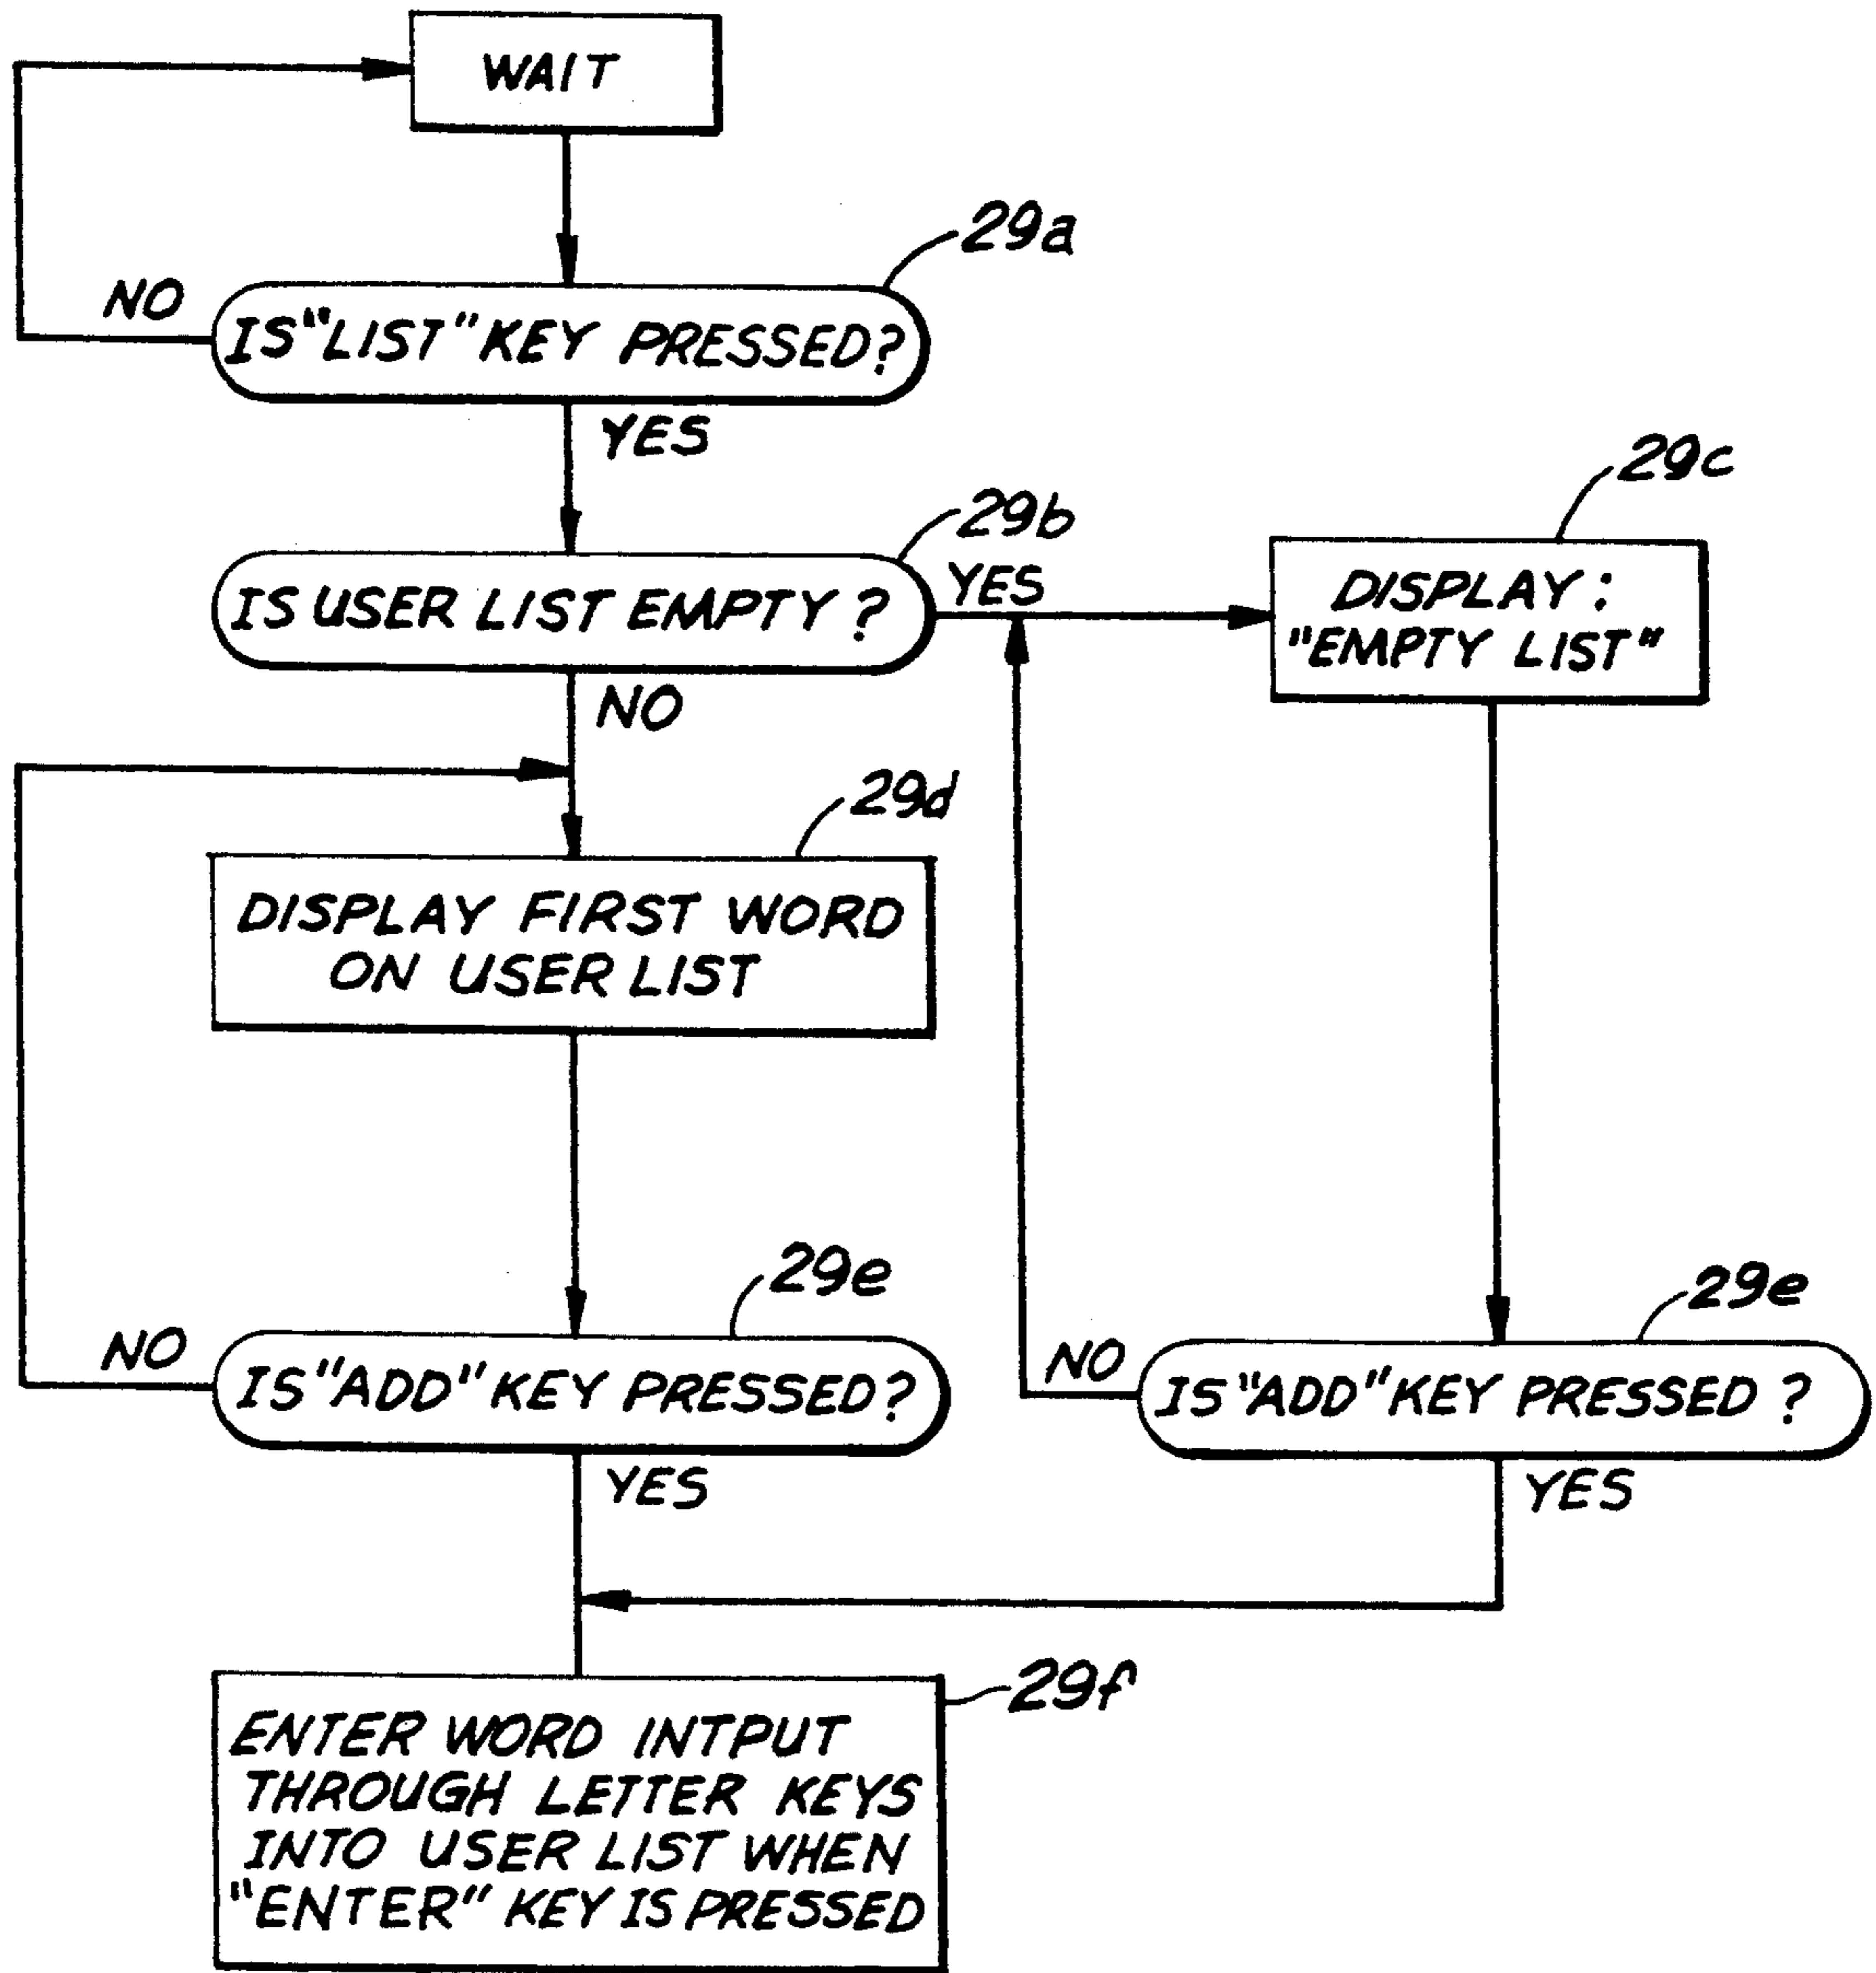 WAIT
29a
NO
IS "LIST" KEY PRESSED?
YES
29c
29b
IS USER LIST EMPTY ?
YES
DISPLAY :
"EMPTY LIST"
NO
29d
DISPLAY FIRST WORD
ON USER LIST
29e
29e
NO
IS "ADD" KEY PRESSED?
NO
IS "ADD" KEY PRESSED ?
YES
YES
29f
ENTER WORD INTPUT
THROUGH LETTER KEYS
INTO USER LIST WHEN
"ENTER" KEY IS PRESSED